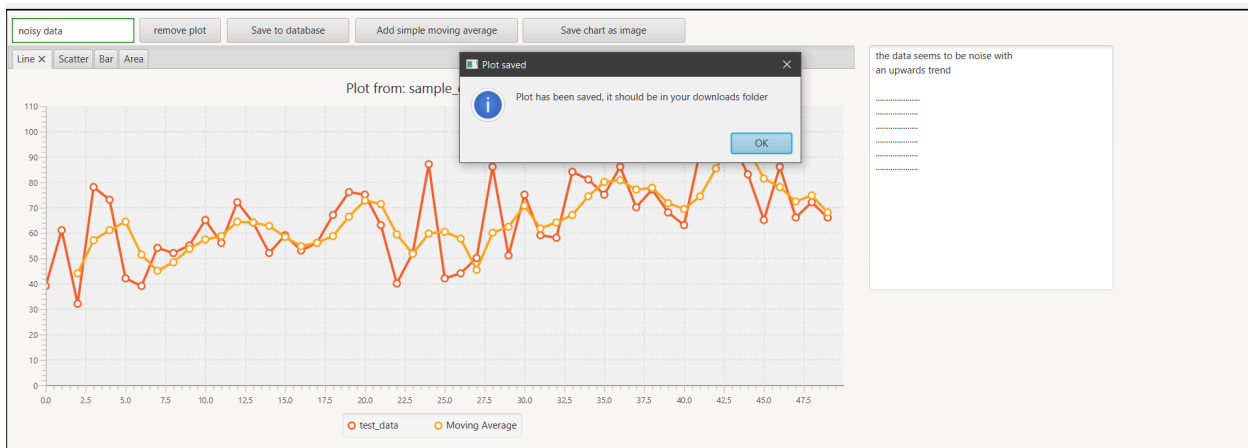 noisy data
remove plot
Save to database
Add simple moving average
Save chart as image
Line Scatter Bar Area
Plot from: sample_
Plot saved
Plot has been saved, it should be in your downloads folder
OK
the data seems to be noise with
an upwards trend
....................
...................
...................
...................
...................
...................
110
100
90
80
70
60
50
40
30
20
10
0
0.0 2.5 5.0 7.5 10.0 12.5 15.0 17.5 20.0 22.5 25.0 27.5 30.0 32.5 35.0 37.5 40.0 42.5 45.0 47.5
test_data Moving Average